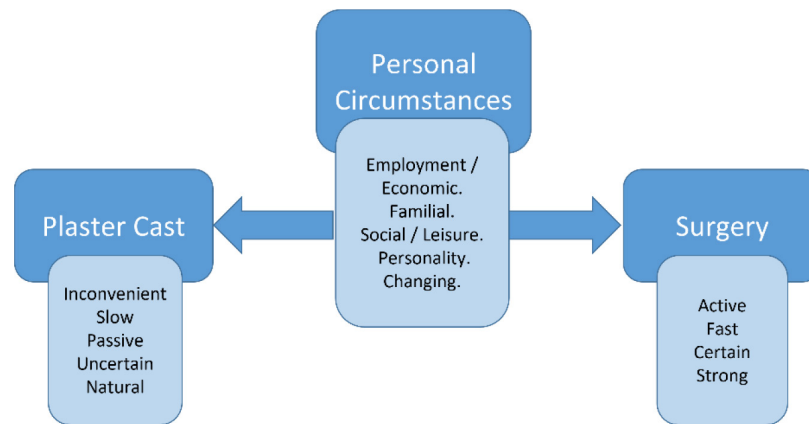 Personal
Circumstances
Employment /
Economic.
Familial.
Social / Leisure.
Personality.
Changing.
Plaster Cast
Inconvenient
Slow
Passive
Uncertain
Natural
Surgery
Active
Fast
Certain
Strong